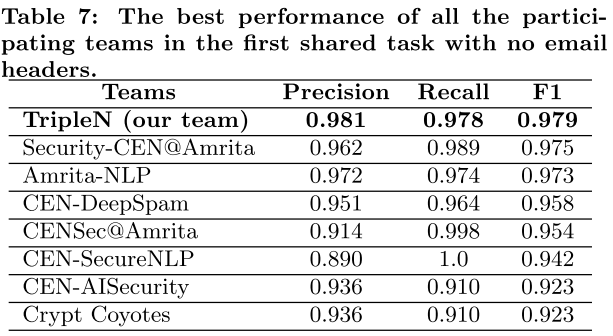 Table 7: The best performance of all the partici-
pating teams in the first shared task with no email
headers.
Teams Precision Recall F1
TripleN (our team) 0.981 0.978 0.979
Security-CEN@Amrita 0.962 0.989 0.975
Amrita-NLP 0.972 0.974 0.973
CEN-DeepSpam 0.951 0.964 0.958
CENSec@Amrita 0.914 0.998 0.954
CEN-SecureNLP 0.890 1.0 0.942
CEN-AISecurity 0.936 0.910 0.923
Crypt Coyotes 0.936 0.910 0.923